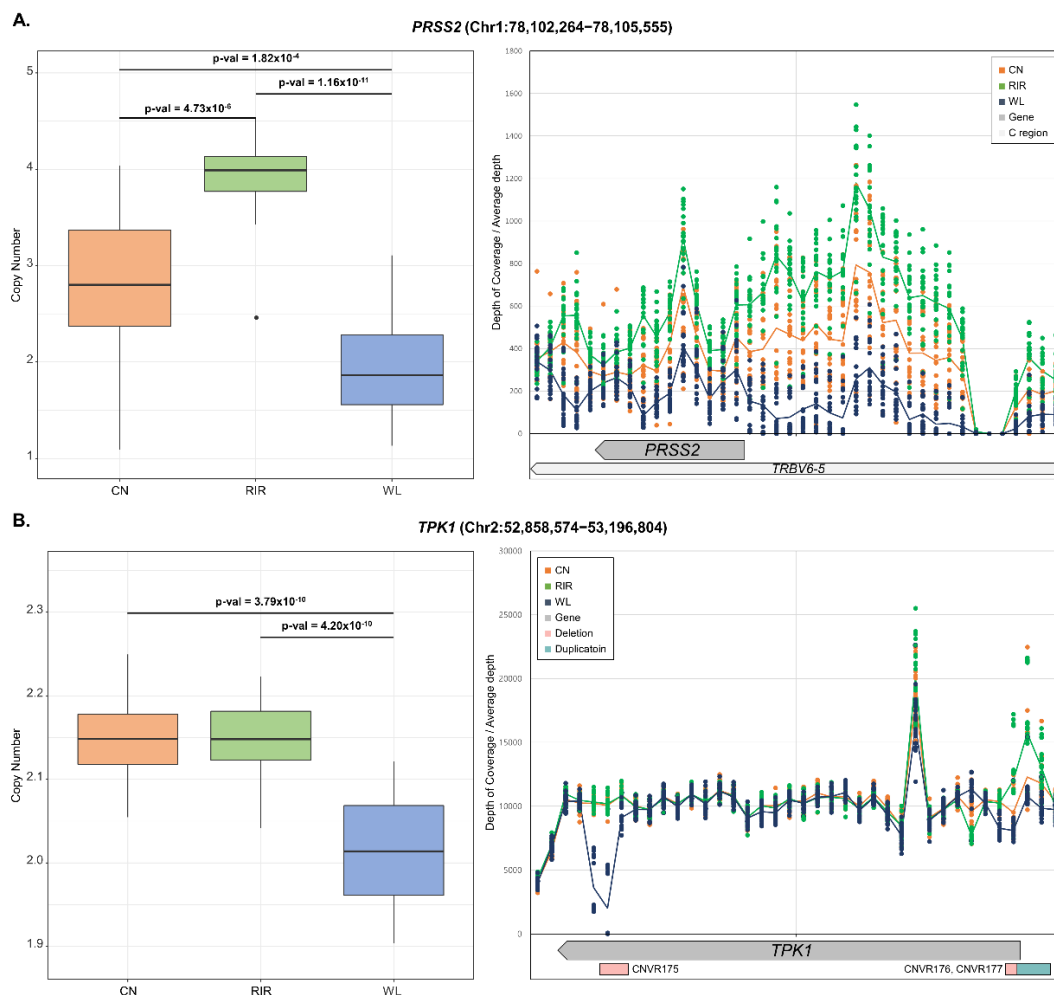 A.
PRSS2 (Chr1:78,102,264−78,105,555)
p-val = 1.82x10-4
p-val = 1.16x10-11
p-val = 4.73x10-6
5
4
3
2
1
Copy Number
CN
RIR
WL
1800
1600
1400
1200
1000
800
600
400
200
0
Depth of Coverage / Average depth
CN
RIR
WL
Gene
C region
PRSS2
TRBV6-5
B.
TPK1 (Chr2:52,858,574−53,196,804)
p-val = 3.79x10-10
p-val = 4.20x10-10
2.3
2.2
2.1
2.0
1.9
Copy Number
CN
RIR
WL
30000
25000
20000
15000
10000
5000
0
Depth of Coverage / Average depth
CN
RIR
WL
Gene
Deletion
Duplicatoin
TPK1
CNVR175
CNVR176, CNVR177